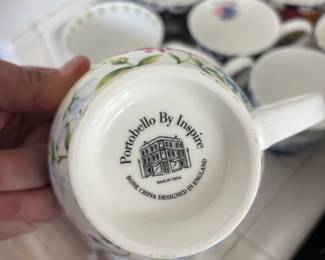 Portobello By Inspire
MADE IN CHINA
BONE CHINA DESIGNED IN ENGLAND